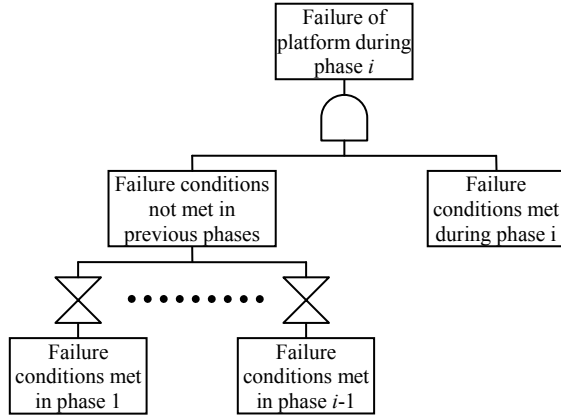 Failure of
platform during
phase i
Failure conditions
not met in
previous phases
Failure
conditions met
during phase i
Failure
conditions met
in phase 1
Failure
conditions met
in phase i-1